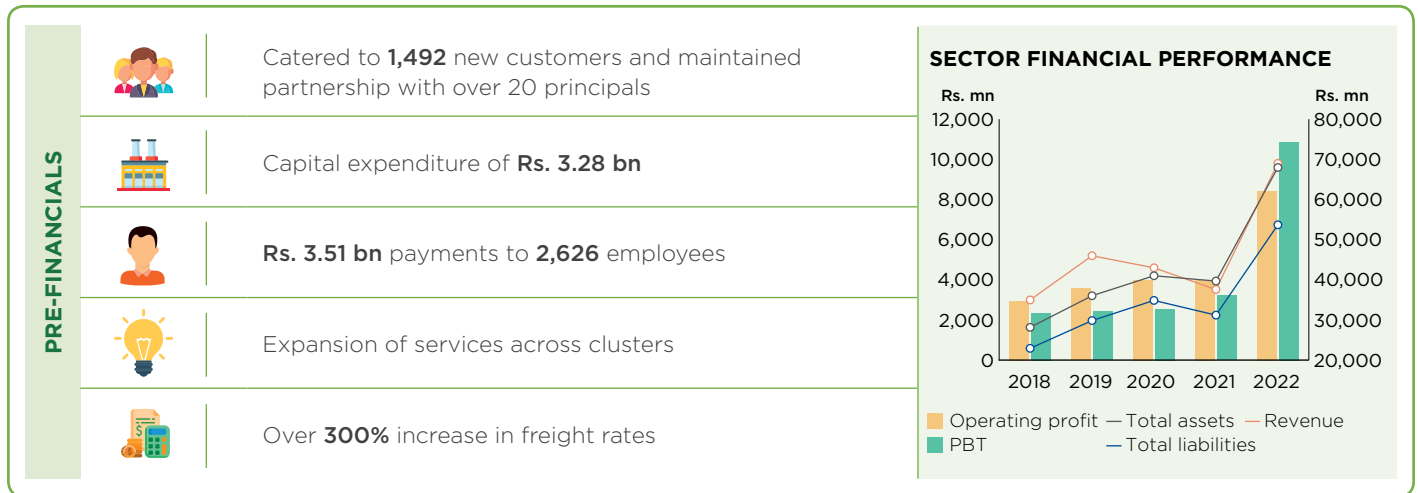 PRE-FINANCIALS
Catered to 1,492 new customers and maintained
partnership with over 20 principals
Capital expenditure of Rs. 3.28 bn
Rs. 3.51 bn payments to 2,626 employees
Expansion of services across clusters
Over 300% increase in freight rates
SECTOR FINANCIAL PERFORMANCE
Rs. mn Rs. mn
12,000 80,000
10,000 70,000
8,000 60,000
6,000 50,000
4,000 40,000
2,000 30,000
0 20,000
2018 2019 2020 2021 2022
Operating profit Total assets Revenue
PBT Total liabilities